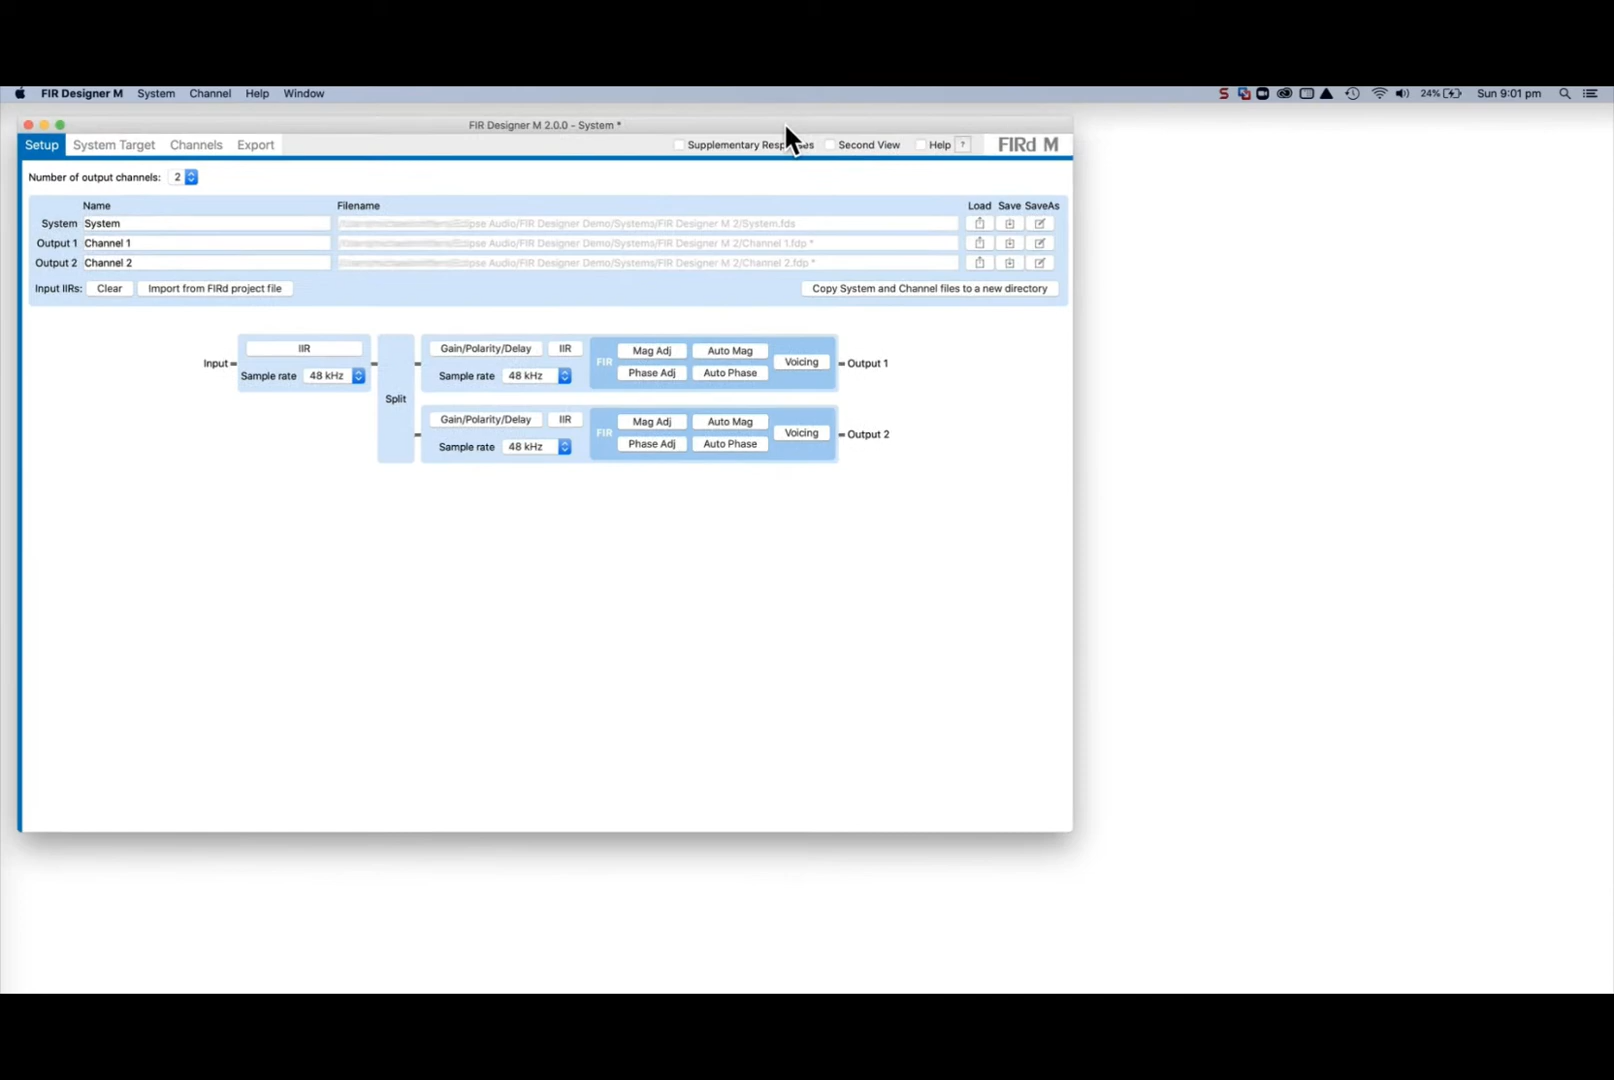 FIR Designer M System Channel Help Window 24% Sun 9:01 pm
FIR Designer M 2.0.0 - System *
Setup System Target Channels Export Supplementary Second View Help ? FIRd M
Number of output channels: 2
Name Filename Load Save SaveAs
System System Audio/FIR Designer Demo/Systems/FIR Designer M 2/System.fds
Output 1 Channel 1 Audio/FIR Designer Demo/Systems/FIR Designer M 2/Channel 1.fdp *
Output 2 Channel 2 Audio/FIR Designer Demo/Systems/FIR Designer M 2/Channel 2.fdp *
Input IIRs: Clear Import from FIRd project file Copy System and Channel files to a new directory
IIR Gain/Polarity/Delay IIR Mag Adj Auto Mag
Input FIR Voicing Output 1
Sample rate 48 kHz Sample rate 48 kHz Phase Adj Auto Phase
Split
Gain/Polarity/Delay IIR Mag Adj Auto Mag
FIR Voicing Output 2
Sample rate 48 kHz Phase Adj Auto Phase